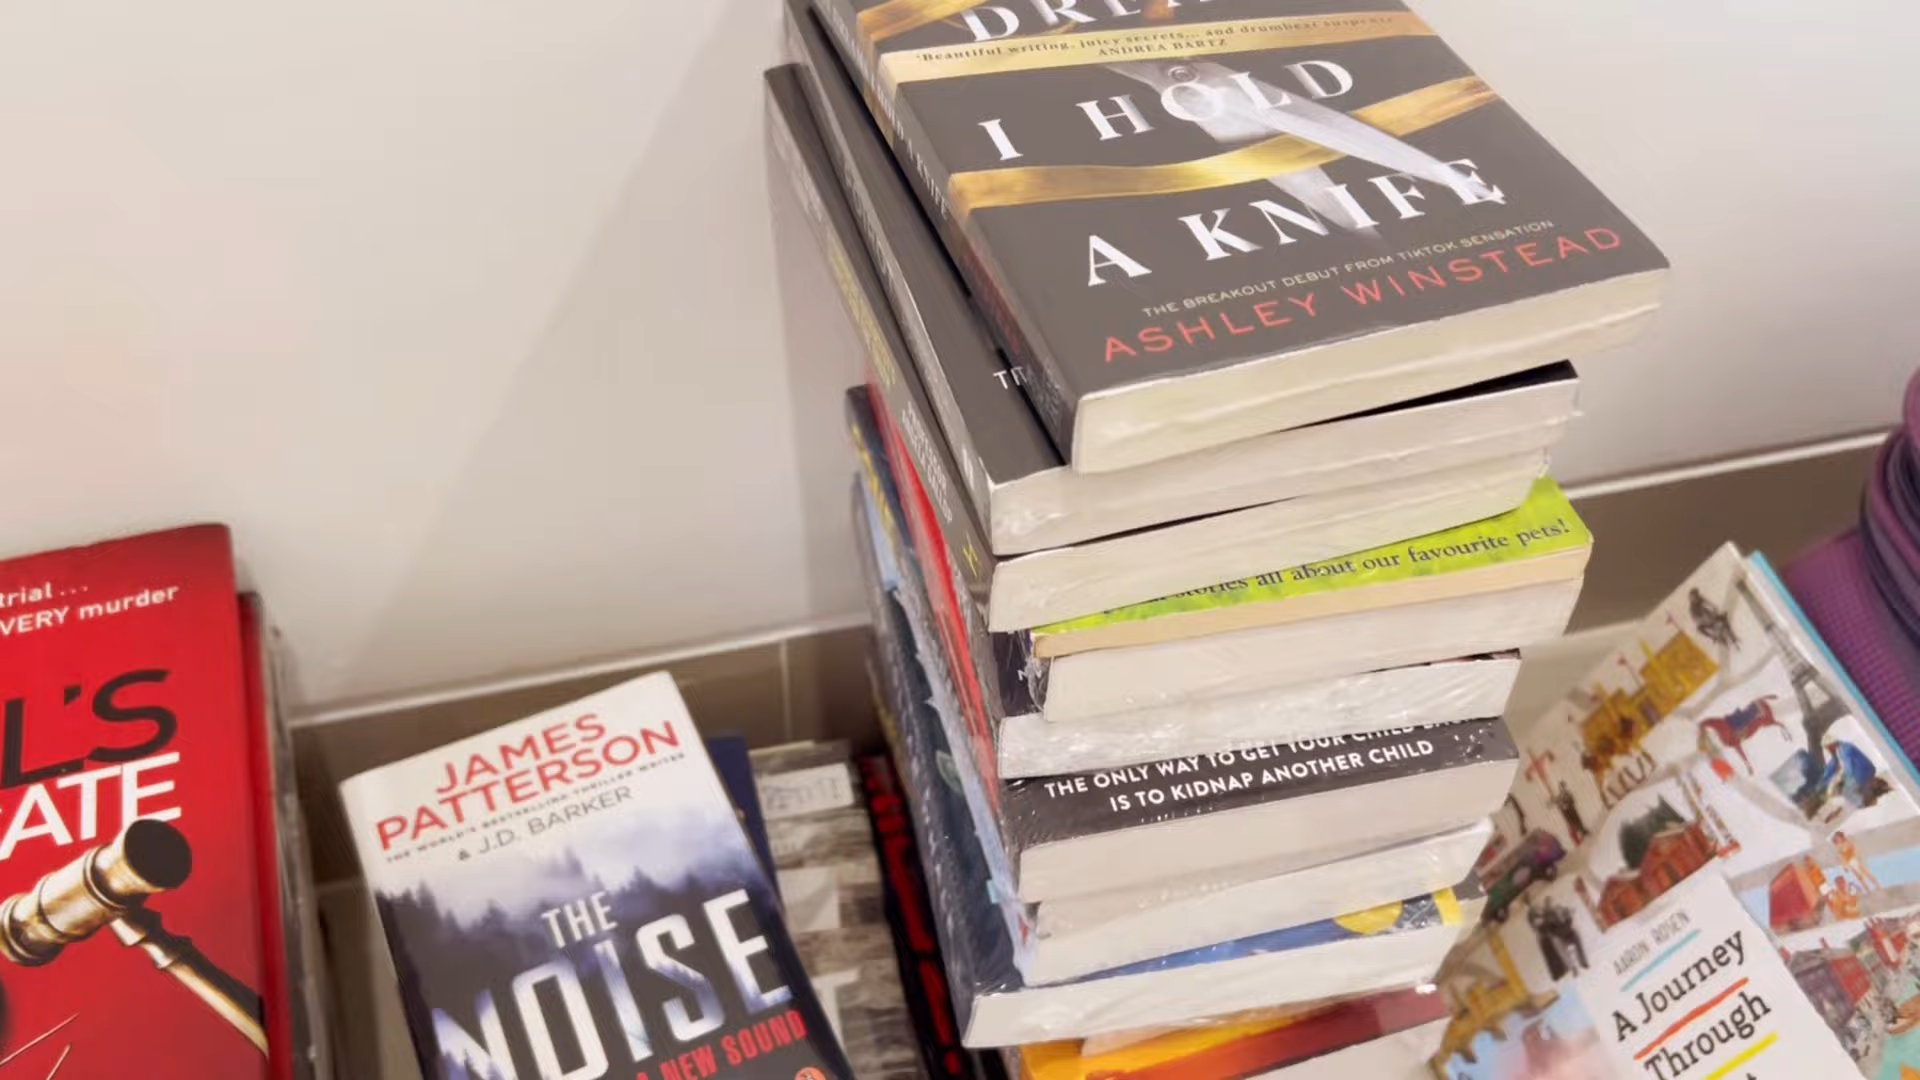 DREA
'Beautiful writing, juicy secrets... and drumbeat suspense'
ANDREA BARTZ
I HOLD
A KNIFE
THE BREAKOUT DEBUT FROM TIKTOK SENSATION
ASHLEY WINSTEAD
TIT
stories all about our favourite pets!
THE ONLY WAY TO GET YOUR CHILD BACK
IS TO KIDNAP ANOTHER CHILD
trial...
VERY murder
L'S
CATE
JAMES
PATTERSON
THE WORLD'S BESTSELLING THRILLER WRITER
& J.D. BARKER
THE
NOISE
A NEW SOUND
AARON ROSEN
A Journey
Through